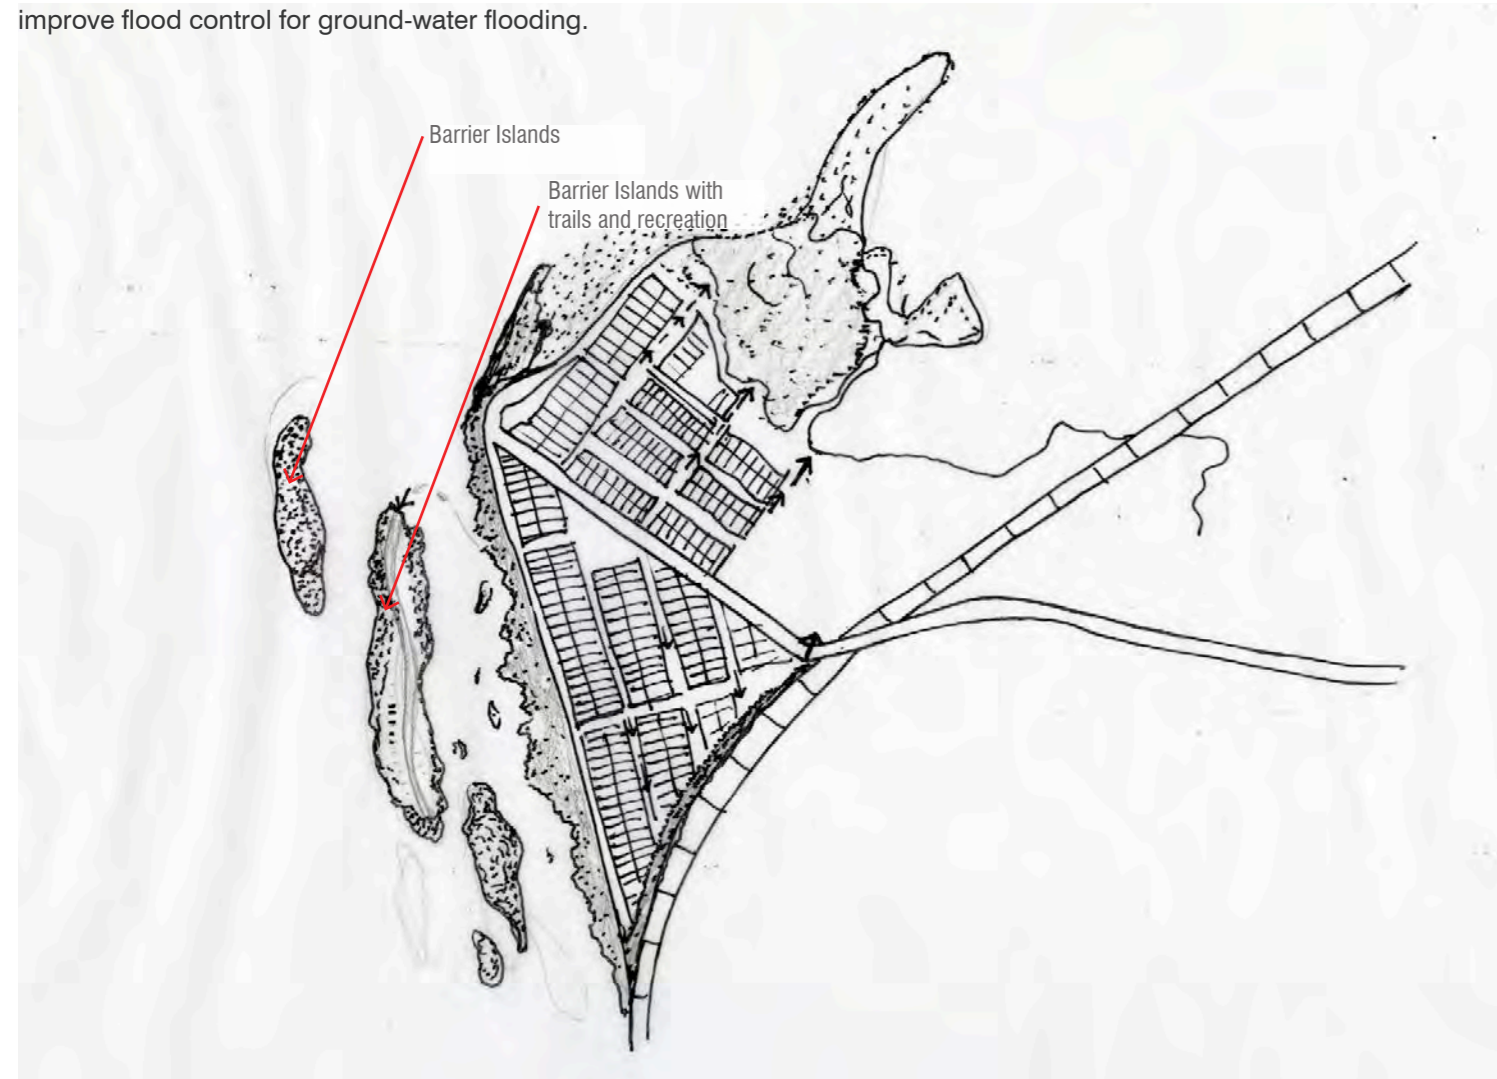 improve flood control for ground-water flooding.
Barrier Islands
Barrier Islands with
trails and recreation